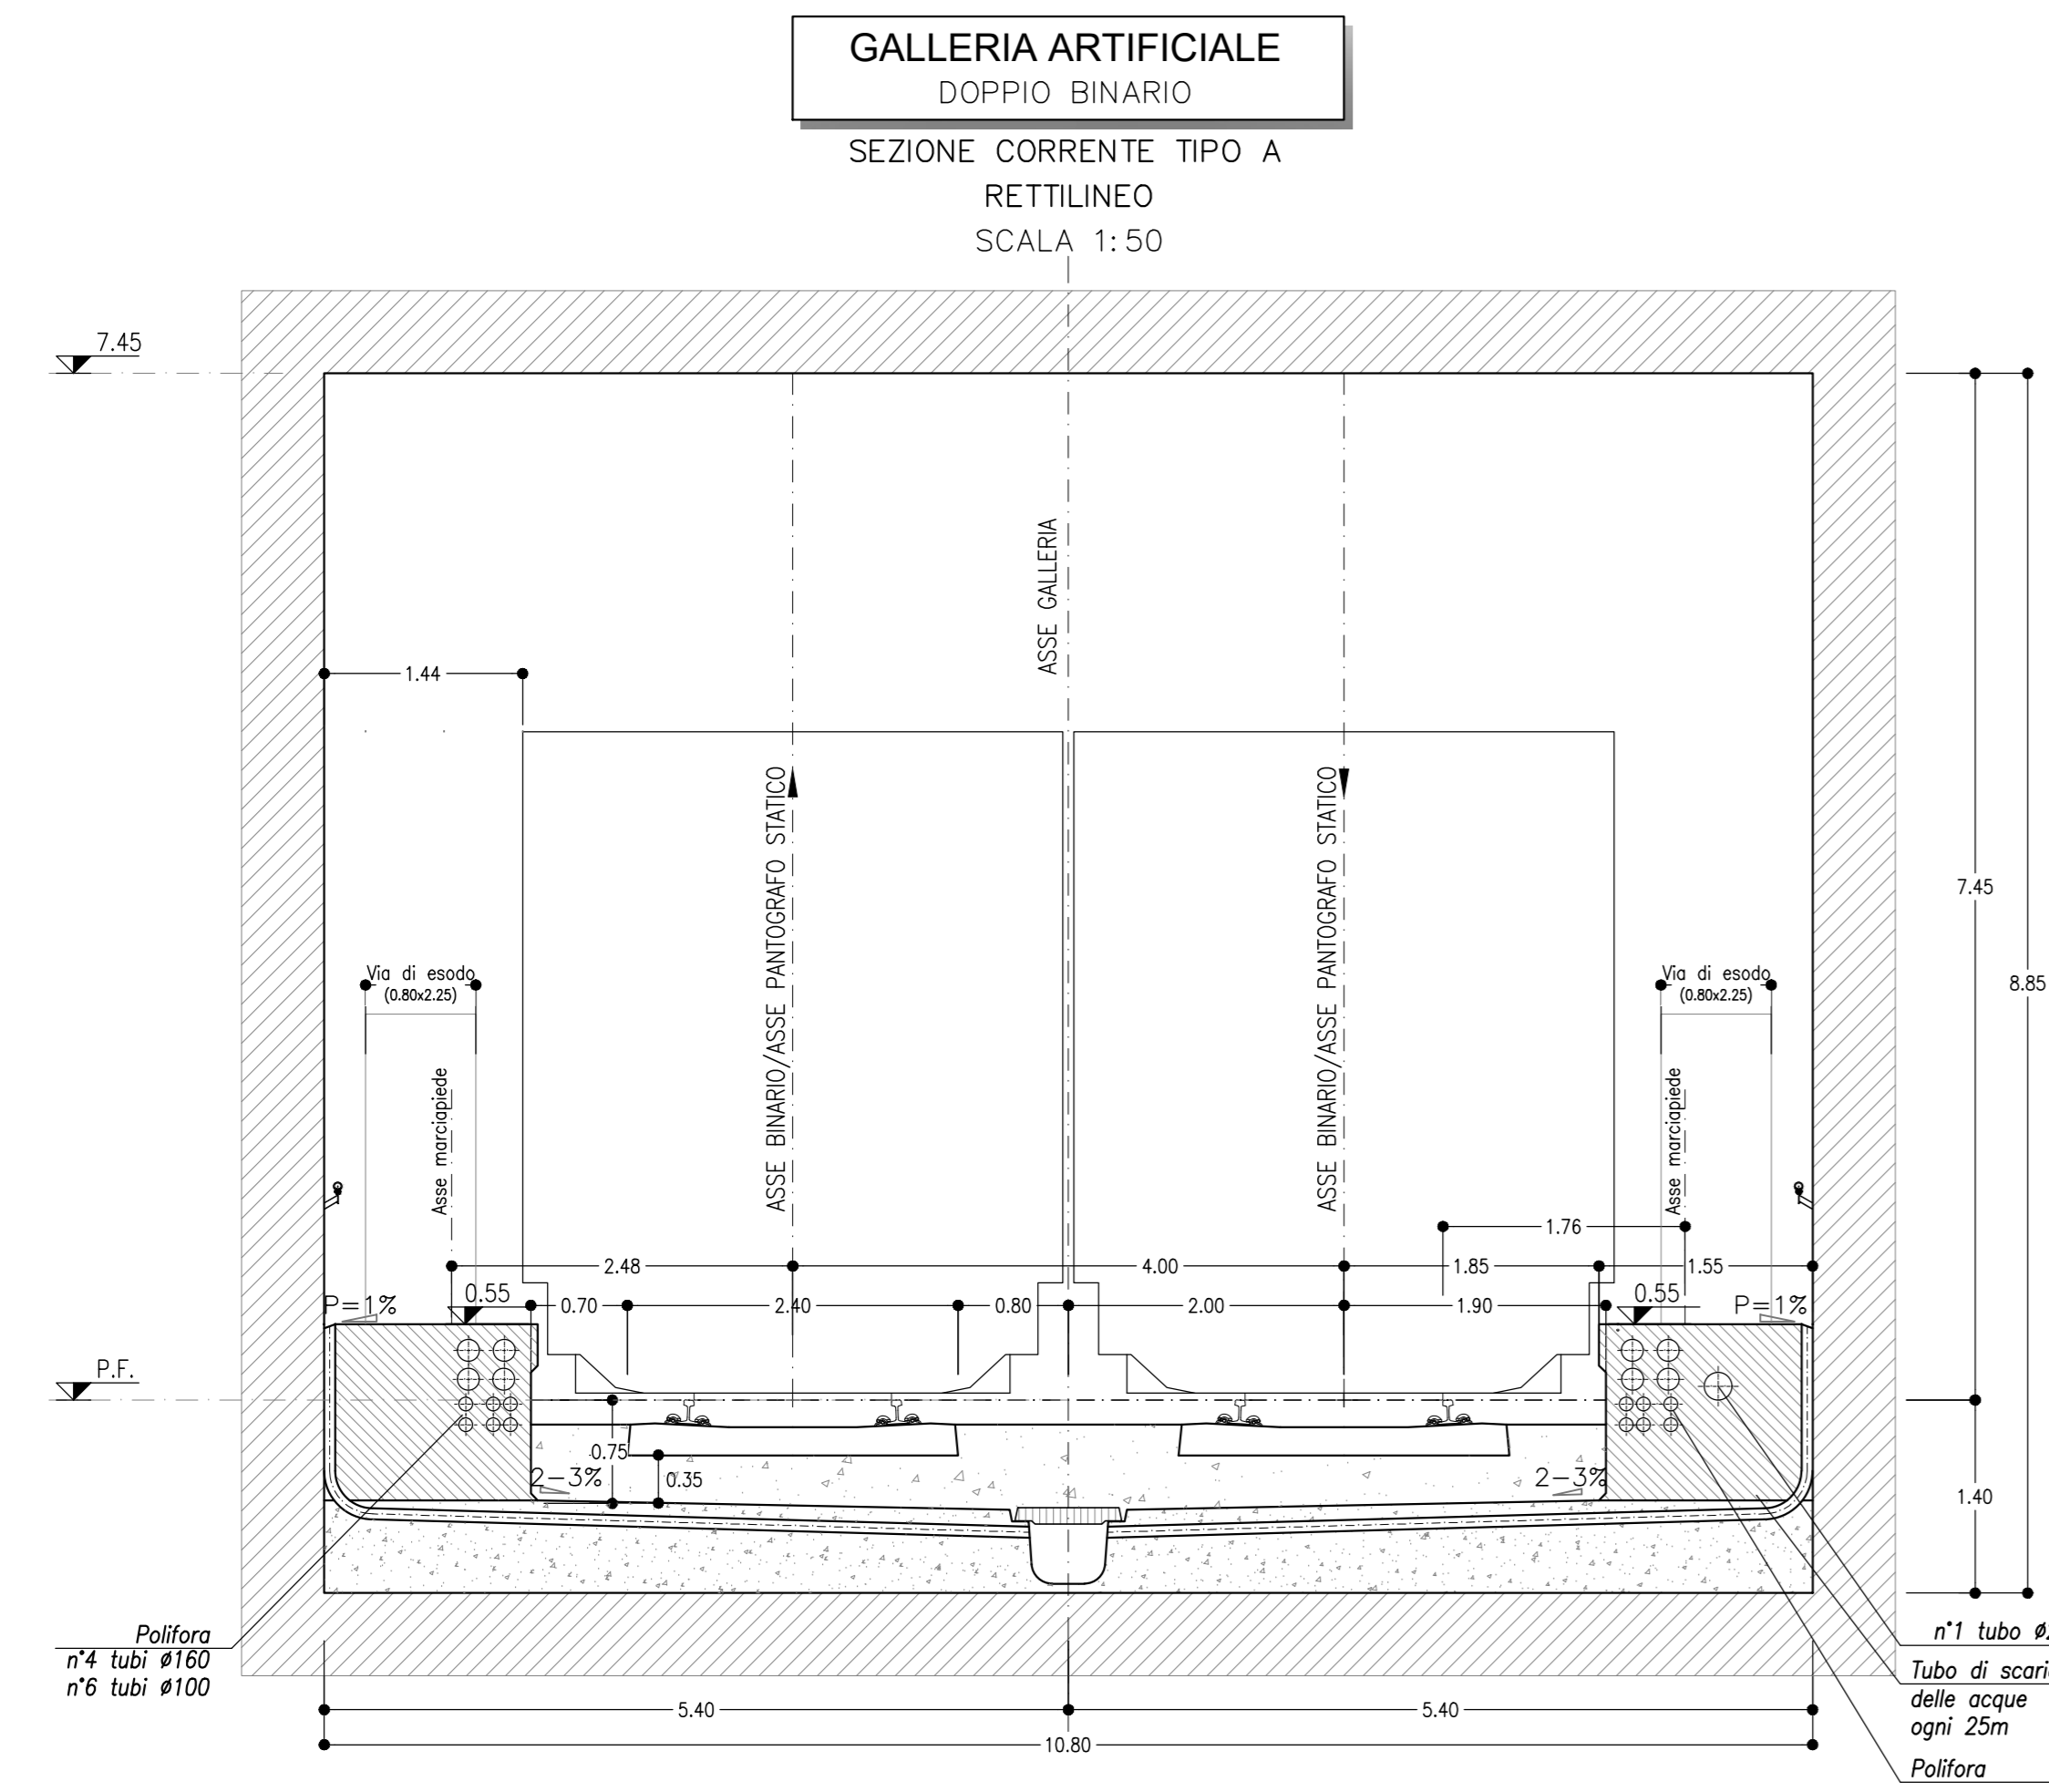 GALLERIA ARTIFICIALE
DOPPIO BINARIO
SEZIONE CORRENTE TIPO A
RETTILINEO
SCALA 1:50
7.45
ASSE GALLERIA
1.44
ASSE BINARIO/ASSE PANTOGRAFO STATICO
ASSE BINARIO/ASSE PANTOGRAFO STATICO
7.45
8.85
Via di esodo
(0.80x2.25)
Via di esodo
(0.80x2.25)
Asse marciapiede
Asse marciapiede
1.76
2.48
4.00
1.85
1.55
P=1%
0.55
0.70
2.40
0.80
2.00
1.90
0.55
P=1%
P.F.
0.75
0.35
2-3%
2-3%
1.40
Polifora
n°4 tubi ø160
n°6 tubi ø100
n°1 tubo
Tubo di
delle acque
ogni 25m
Polifora
5.40
5.40
10.80